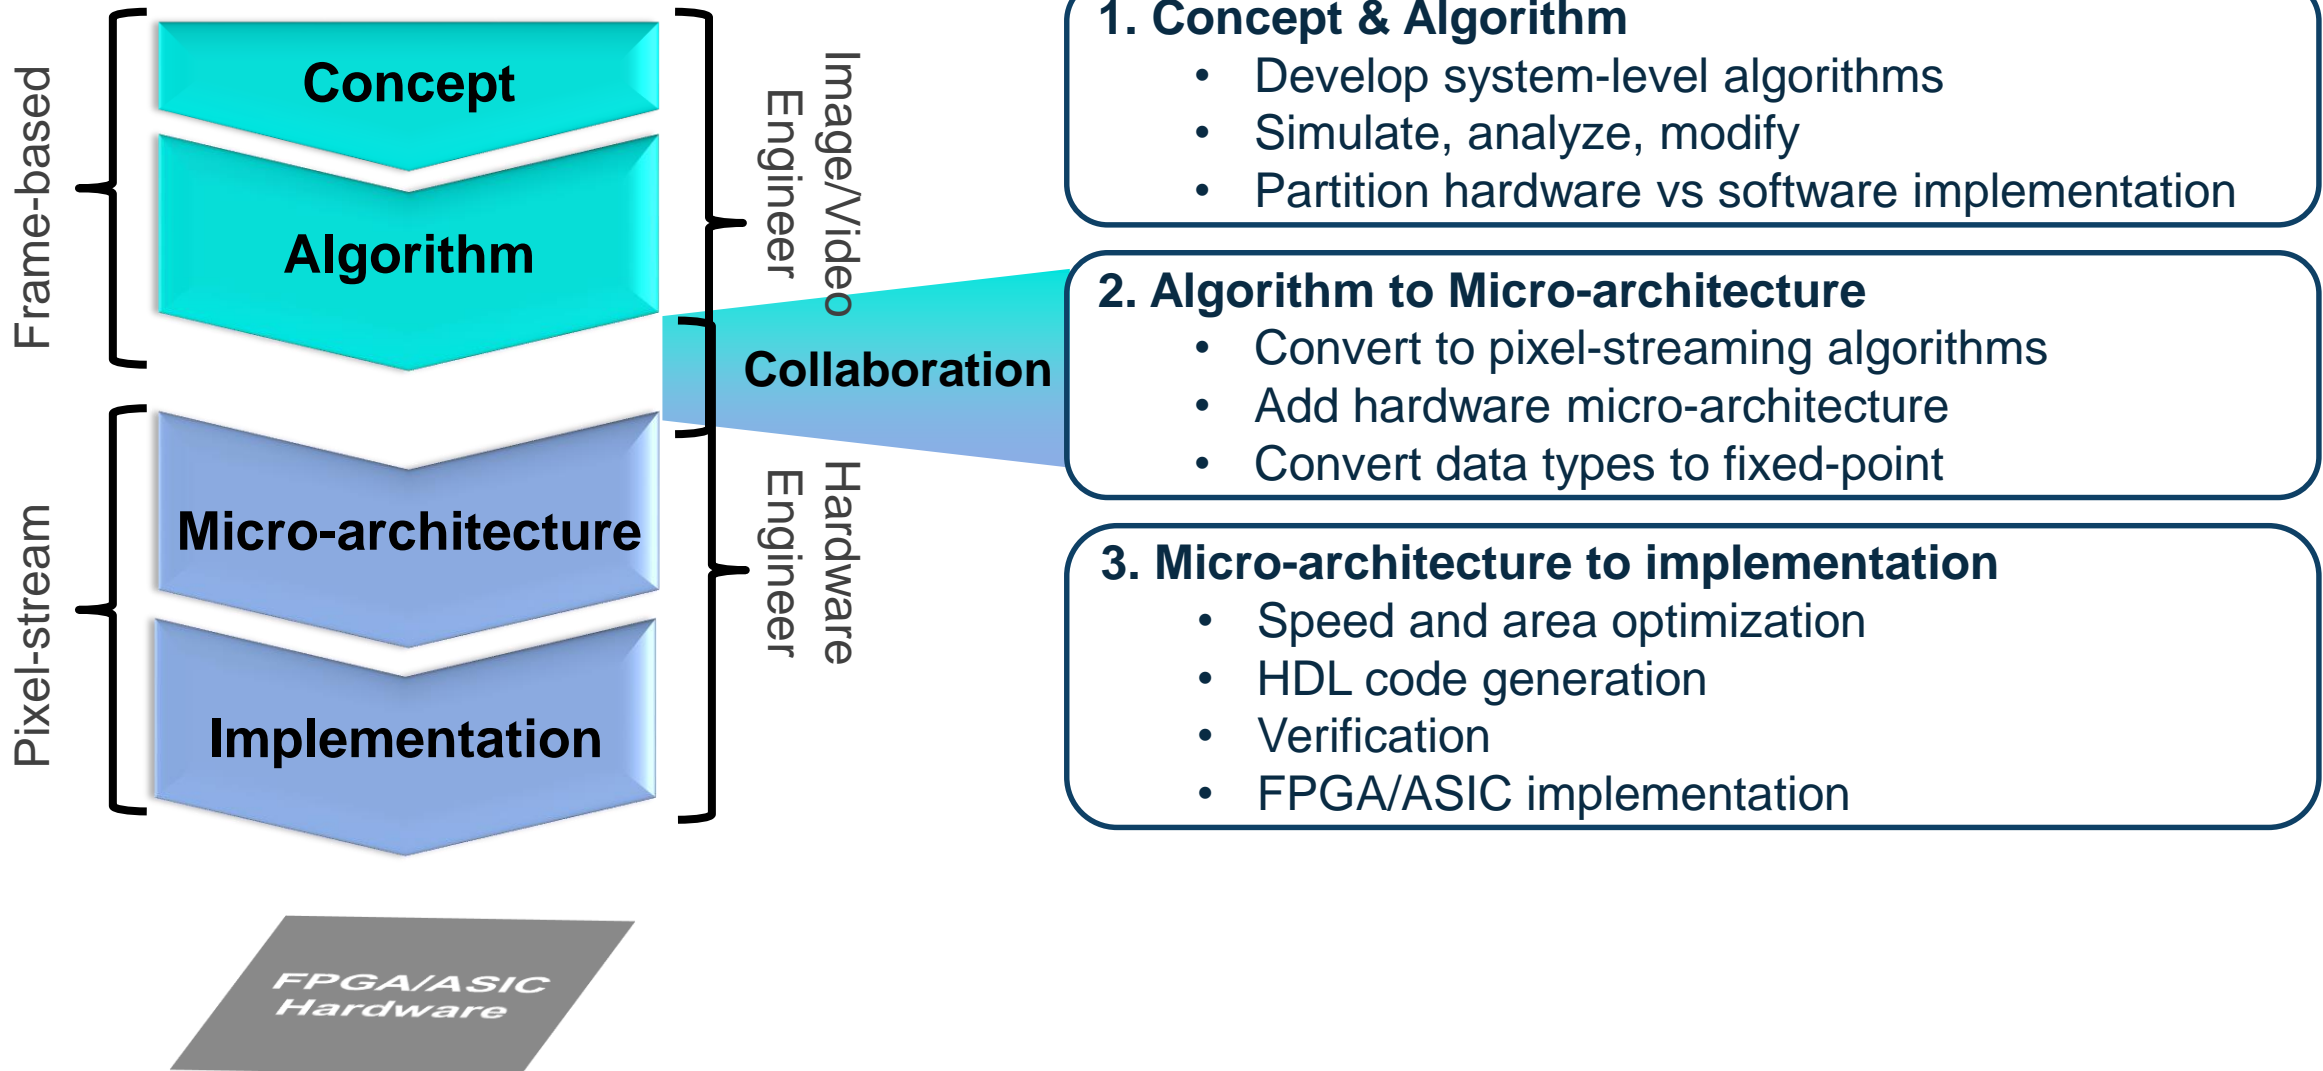 Frame-based
Concept
Algorithm
Image/Video
Engineer
Collaboration
Pixel-stream
Micro-architecture
Implementation
Hardware
Engineer
FPGA/ASIC
Hardware
1. Concept & Algorithm
• Develop system-level algorithms
• Simulate, analyze, modify
• Partition hardware vs software implementation
2. Algorithm to Micro-architecture
• Convert to pixel-streaming algorithms
• Add hardware micro-architecture
• Convert data types to fixed-point
3. Micro-architecture to implementation
• Speed and area optimization
• HDL code generation
• Verification
• FPGA/ASIC implementation